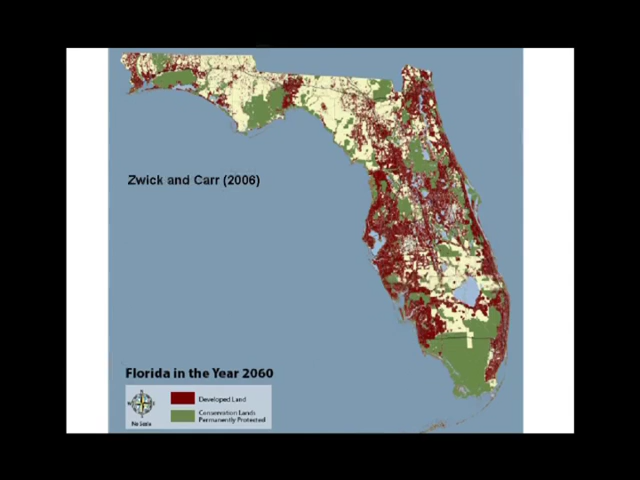 Zwick and Carr (2006)
Florida in the Year 2060
Developed Land
Conservation Lands
Permanently Protected
No Scale